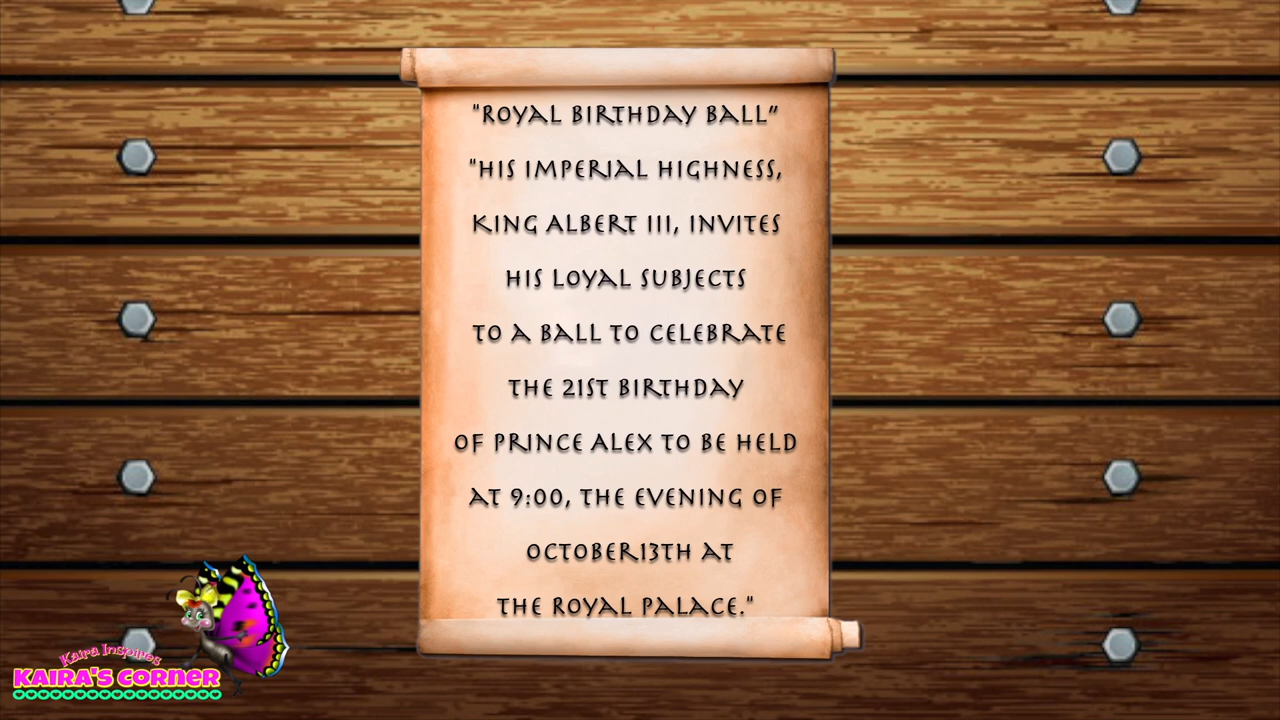 "ROYAL BIRTHDAY BALL”
"HIS IMPERIAL HIGHNESS,
KING ALBERT III, INVITES
HIS LOYAL SUBJECTS
TO A BALL TO CELEBRATE
THE 21ST BIRTHDAY
OF PRINCE ALEX TO BE HELD
AT 9:00, THE EVENING OF
OCTOBER13TH AT
THE ROYAL PALACE."
Kaira Inspires
KAIRA'S CORNER